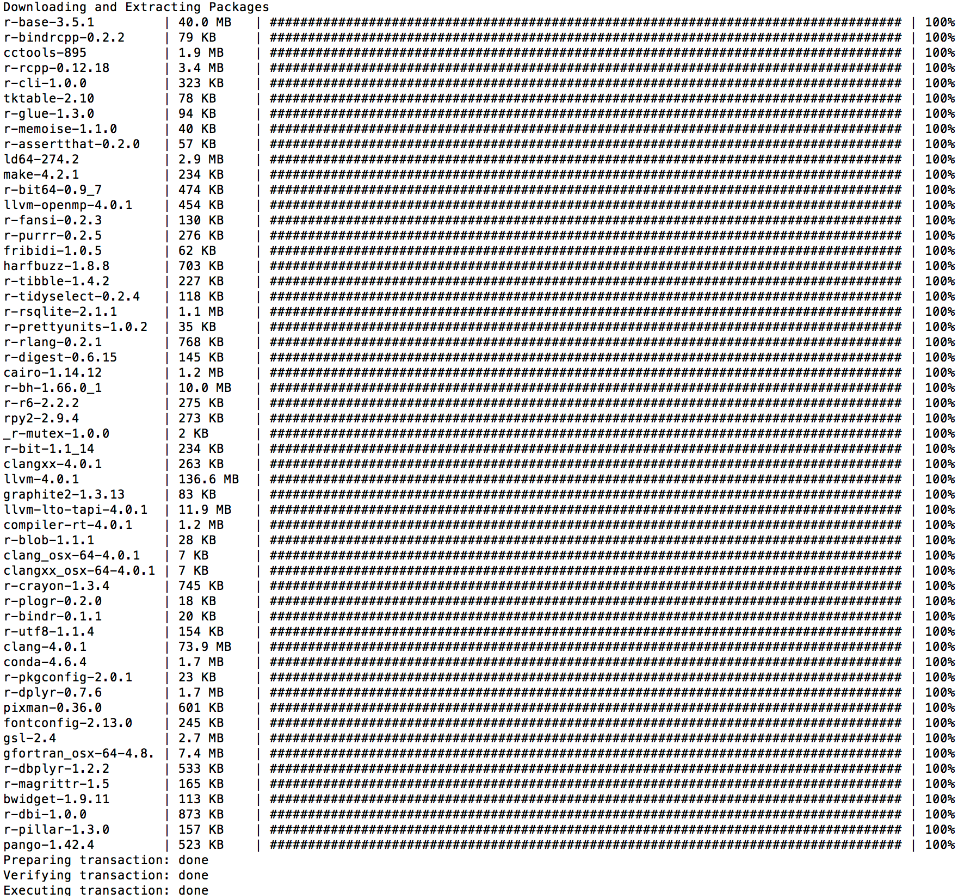 Downloading and Extracting Packages
r-base-3.5.1         | 40.0 MB   | ################################################################################### | 100%
r-bindrcpp-0.2.2     | 79 KB     | ################################################################################### | 100%
cctools-895          | 1.9 MB    | ################################################################################### | 100%
r-rcpp-0.12.18       | 3.4 MB    | ################################################################################### | 100%
r-cli-1.0.0          | 323 KB    | ################################################################################### | 100%
tktable-2.10         | 78 KB     | ################################################################################### | 100%
r-glue-1.3.0         | 94 KB     | ################################################################################### | 100%
r-memoise-1.1.0      | 40 KB     | ################################################################################### | 100%
r-assertthat-0.2.0   | 57 KB     | ################################################################################### | 100%
ld64-274.2           | 2.9 MB    | ################################################################################### | 100%
make-4.2.1           | 234 KB    | ################################################################################### | 100%
r-bit64-0.9_7        | 474 KB    | ################################################################################### | 100%
llvm-openmp-4.0.1    | 454 KB    | ################################################################################### | 100%
r-fansi-0.2.3        | 130 KB    | ################################################################################### | 100%
r-purrr-0.2.5        | 276 KB    | ################################################################################### | 100%
fribidi-1.0.5        | 62 KB     | ################################################################################### | 100%
harfbuzz-1.8.8       | 703 KB    | ################################################################################### | 100%
r-tibble-1.4.2       | 227 KB    | ################################################################################### | 100%
r-tidyselect-0.2.4   | 118 KB    | ################################################################################### | 100%
r-rsqlite-2.1.1      | 1.1 MB    | ################################################################################### | 100%
r-prettyunits-1.0.2  | 35 KB     | ################################################################################### | 100%
r-rlang-0.2.1        | 768 KB    | ################################################################################### | 100%
r-digest-0.6.15      | 145 KB    | ################################################################################### | 100%
cairo-1.14.12        | 1.2 MB    | ################################################################################### | 100%
r-bh-1.66.0_1        | 10.0 MB   | ################################################################################### | 100%
r-r6-2.2.2           | 275 KB    | ################################################################################### | 100%
rpy2-2.9.4           | 273 KB    | ################################################################################### | 100%
_r-mutex-1.0.0       | 2 KB      | ################################################################################### | 100%
r-bit-1.1_14         | 234 KB    | ################################################################################### | 100%
clangxx-4.0.1        | 263 KB    | ################################################################################### | 100%
llvm-4.0.1           | 136.6 MB  | ################################################################################### | 100%
graphite2-1.3.13     | 83 KB     | ################################################################################### | 100%
llvm-lto-tapi-4.0.1  | 11.9 MB   | ################################################################################### | 100%
compiler-rt-4.0.1    | 1.2 MB    | ################################################################################### | 100%
r-blob-1.1.1         | 28 KB     | ################################################################################### | 100%
clang_osx-64-4.0.1   | 7 KB      | ################################################################################### | 100%
clangxx_osx-64-4.0.1 | 7 KB      | ################################################################################### | 100%
r-crayon-1.3.4       | 745 KB    | ################################################################################### | 100%
r-plogr-0.2.0        | 18 KB     | ################################################################################### | 100%
r-bindr-0.1.1        | 20 KB     | ################################################################################### | 100%
r-utf8-1.1.4         | 154 KB    | ################################################################################### | 100%
clang-4.0.1          | 73.9 MB   | ################################################################################### | 100%
conda-4.6.4          | 1.7 MB    | ################################################################################### | 100%
r-pkgconfig-2.0.1    | 23 KB     | ################################################################################### | 100%
r-dplyr-0.7.6        | 1.7 MB    | ################################################################################### | 100%
pixman-0.36.0        | 601 KB    | ################################################################################### | 100%
fontconfig-2.13.0    | 245 KB    | ################################################################################### | 100%
gsl-2.4              | 2.7 MB    | ################################################################################### | 100%
gfortran_osx-64-4.8. | 7.4 MB    | ################################################################################### | 100%
r-dbplyr-1.2.2       | 533 KB    | ################################################################################### | 100%
r-magrittr-1.5       | 165 KB    | ################################################################################### | 100%
bwidget-1.9.11       | 113 KB    | ################################################################################### | 100%
r-dbi-1.0.0          | 873 KB    | ################################################################################### | 100%
r-pillar-1.3.0       | 157 KB    | ################################################################################### | 100%
pango-1.42.4         | 523 KB    | ################################################################################### | 100%
Preparing transaction: done
Verifying transaction: done
Executing transaction: done